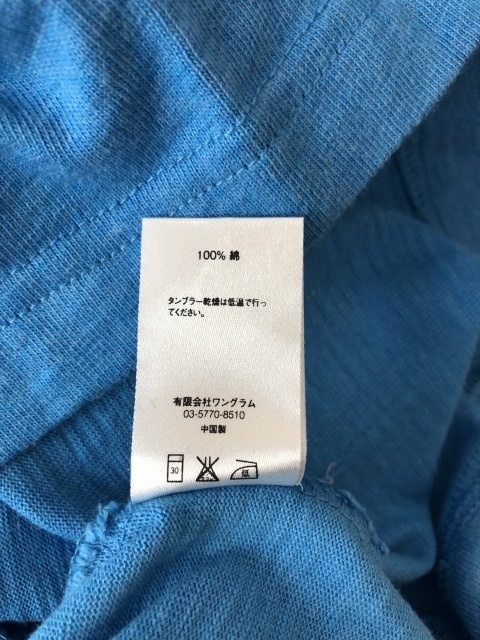 100% 綿
タンブラー乾燥は低温で行っ
てください。
有限会社ワングラム
03-5770-8510
中国製
30 低